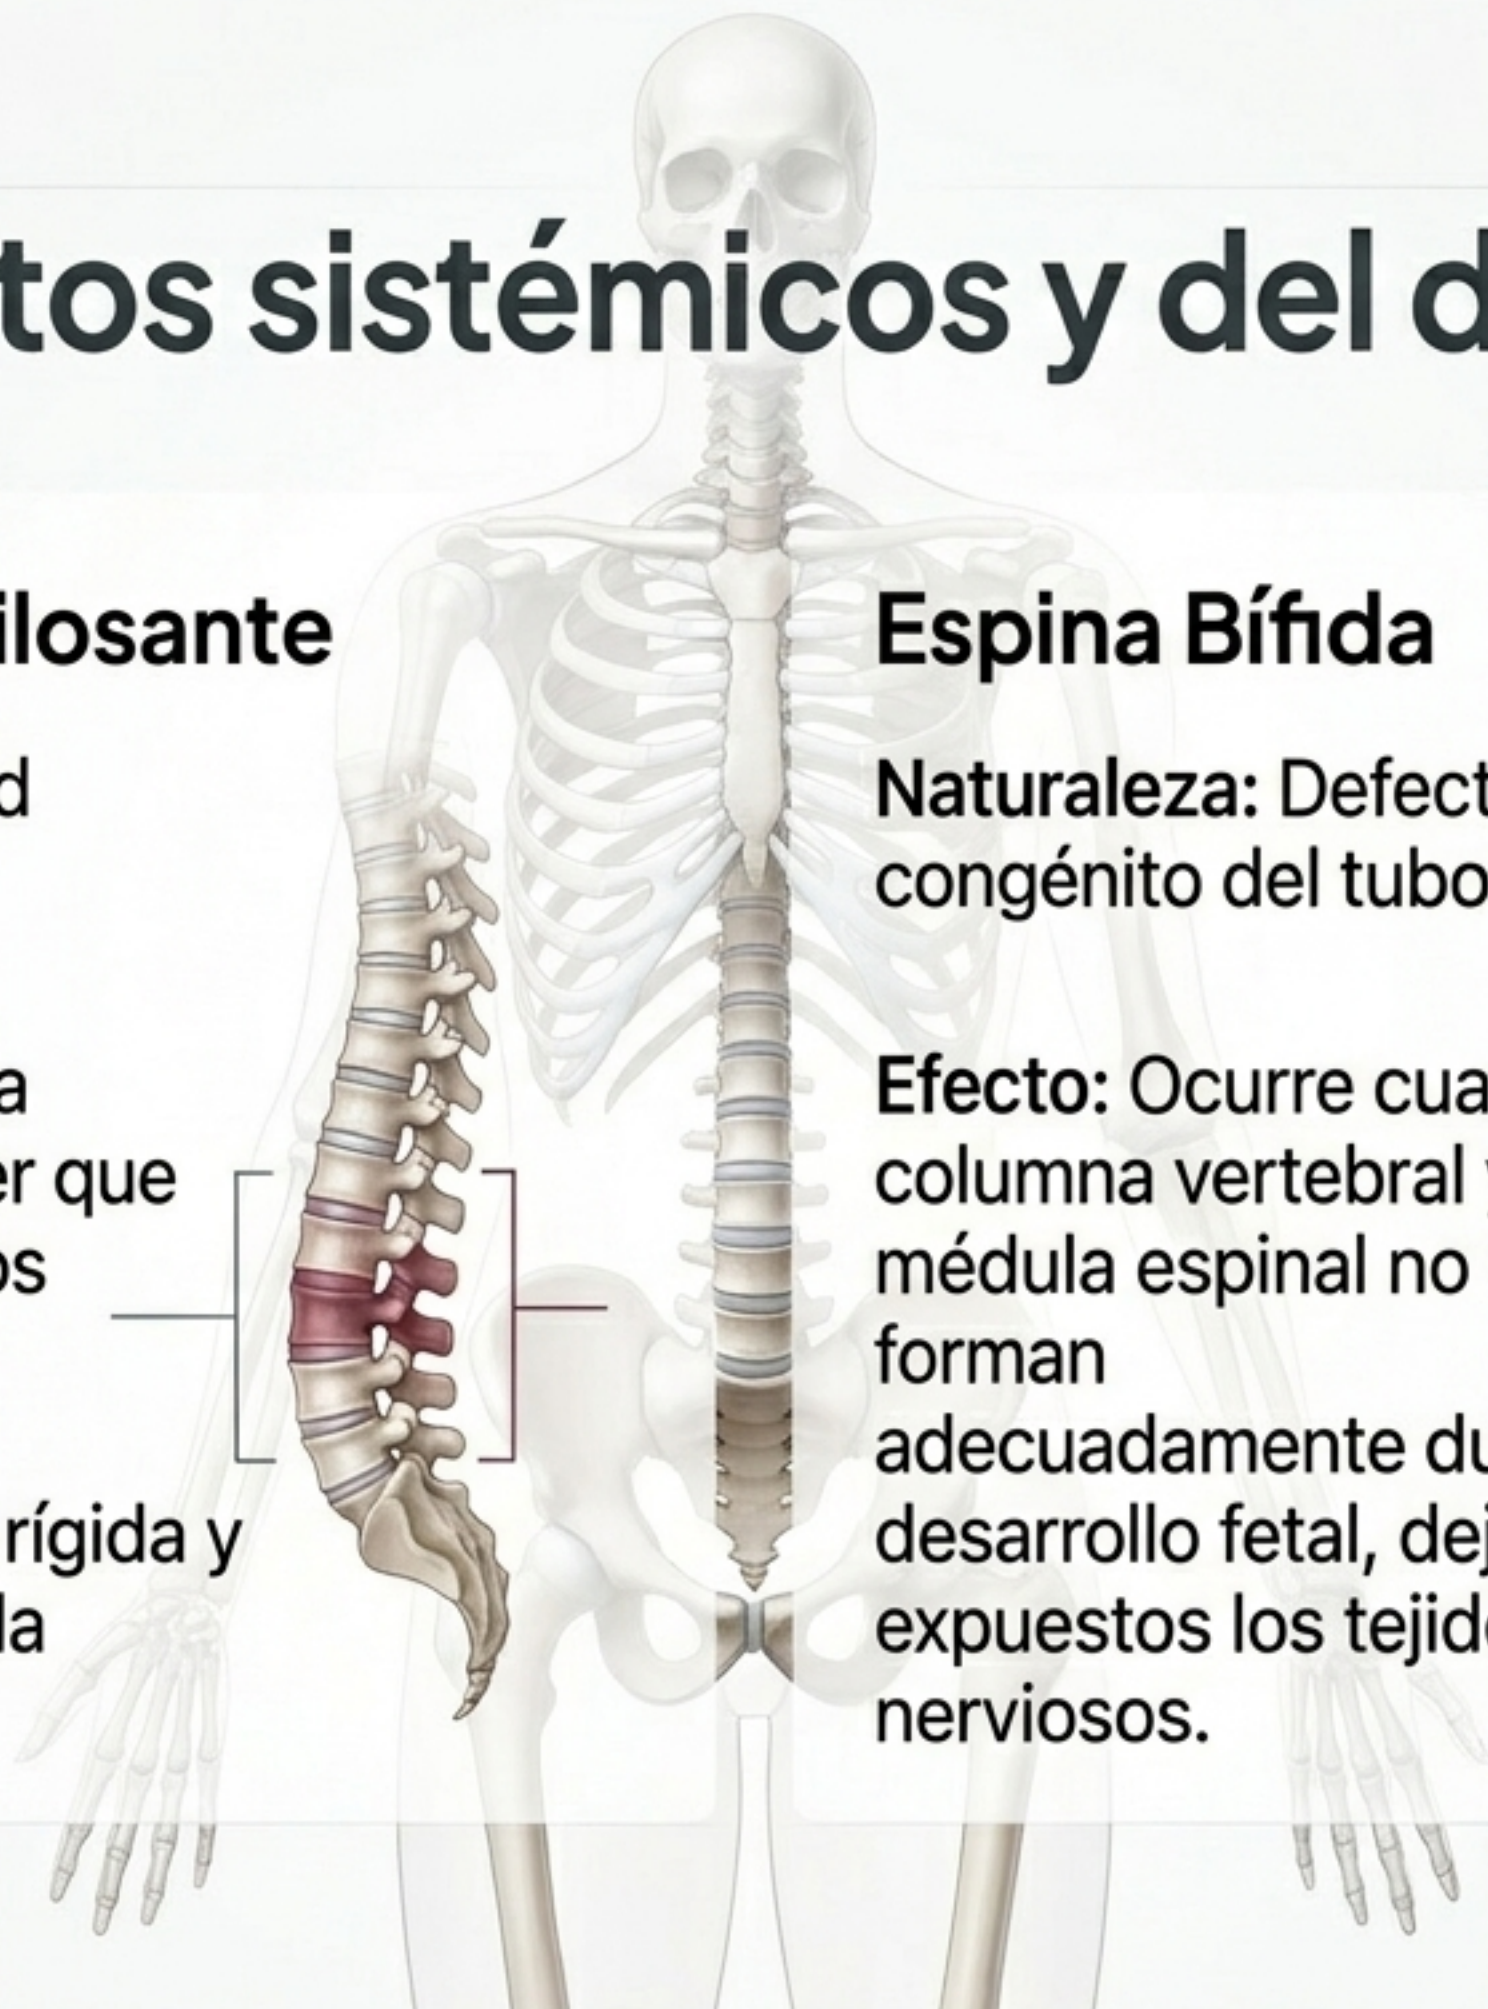 tos sistémicos y del d
ilosante
d
a
er que
os
rígida y
la
Espina Bífida
Naturaleza: Defect
congénito del tubo
Efecto: Ocurre cua
columna vertebral y
médula espinal no
forman
adecuadamente du
desarrollo fetal, dej
expuestos los tejid
nerviosos.